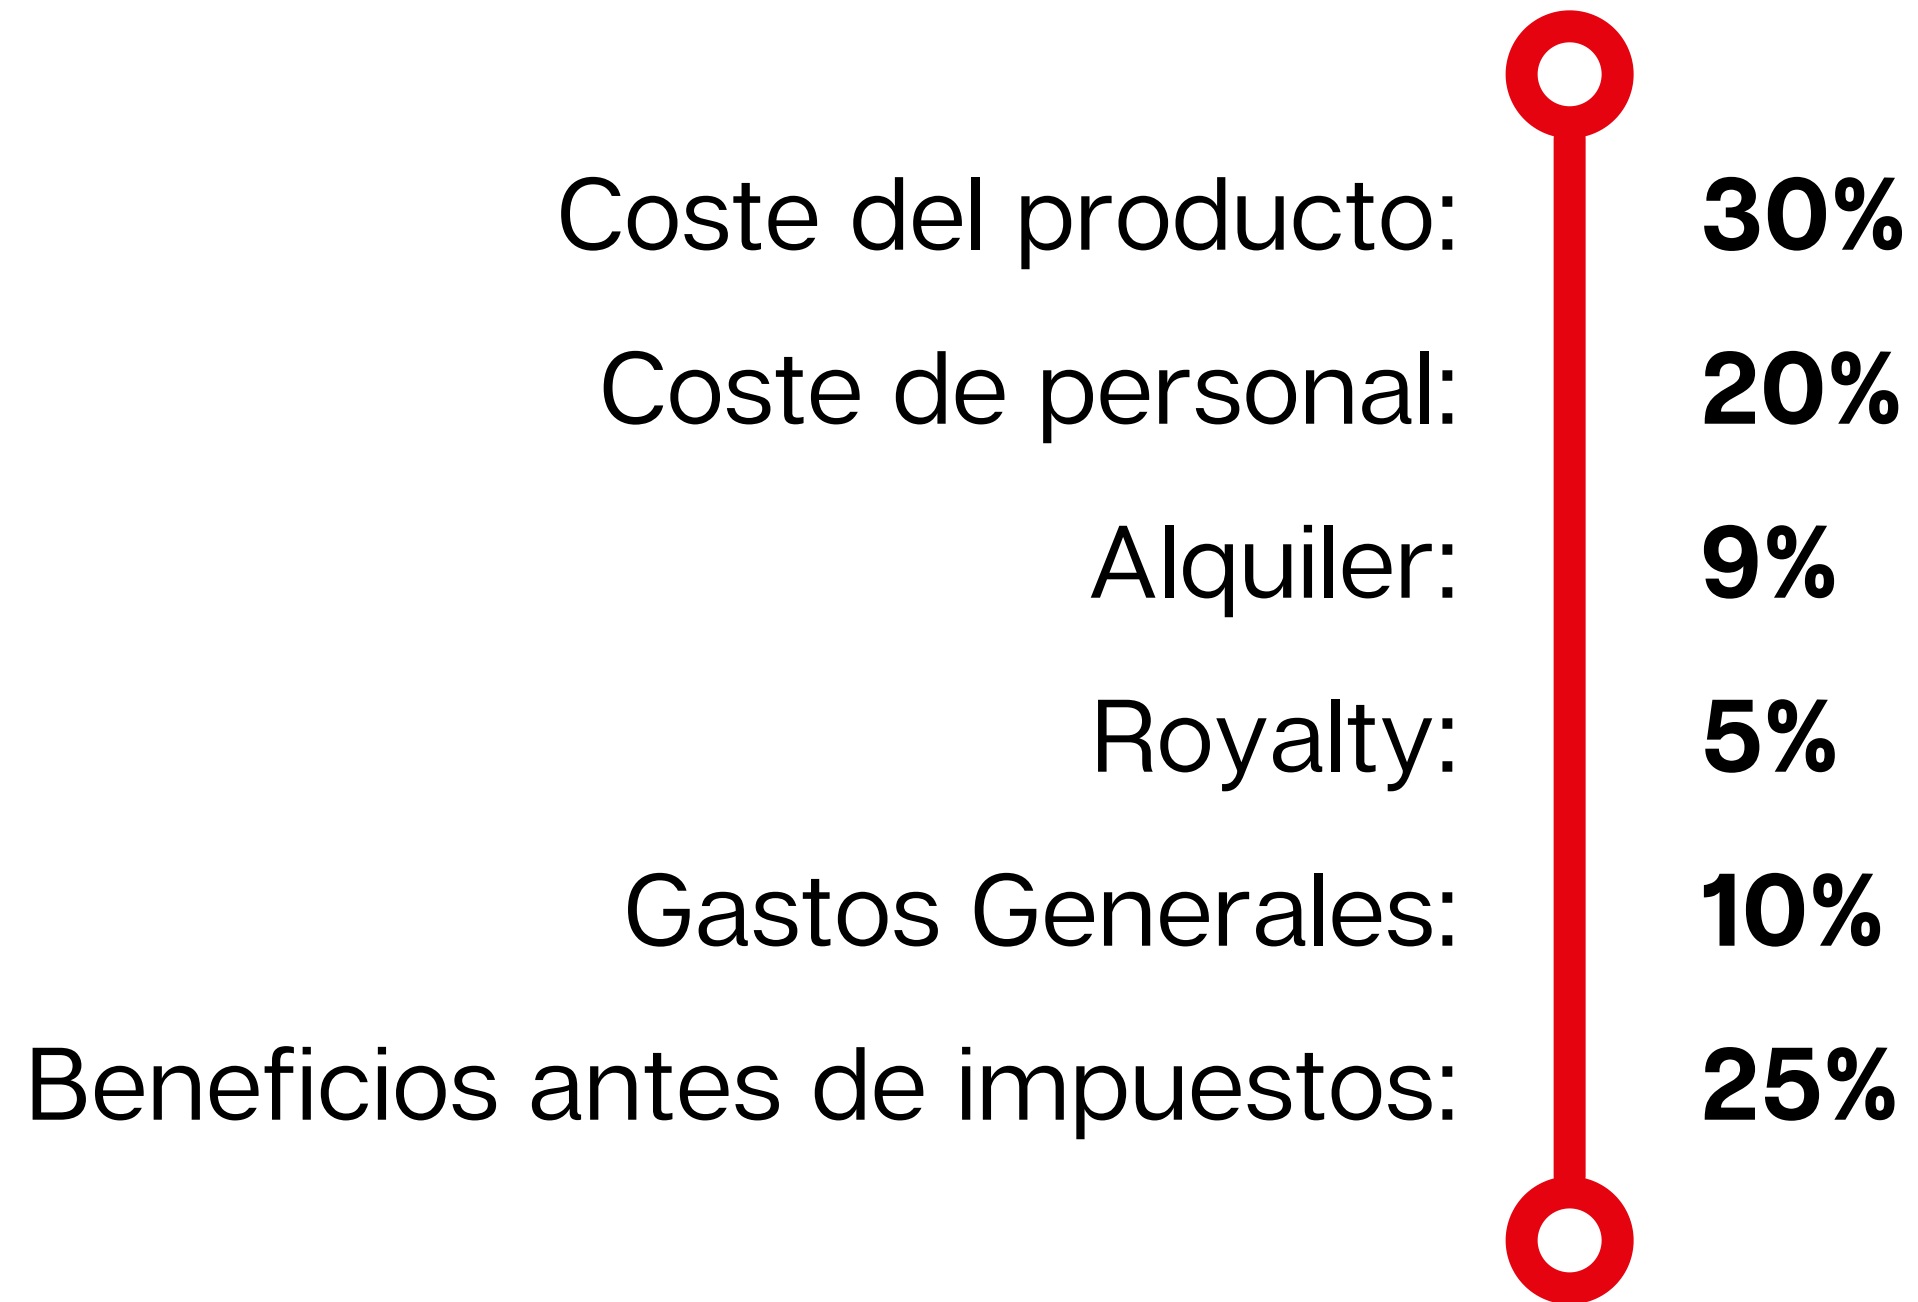 Coste del producto: 30%
Coste de personal: 20%
Alquiler: 9%
Royalty: 5%
Gastos Generales: 10%
Beneficios antes de impuestos: 25%